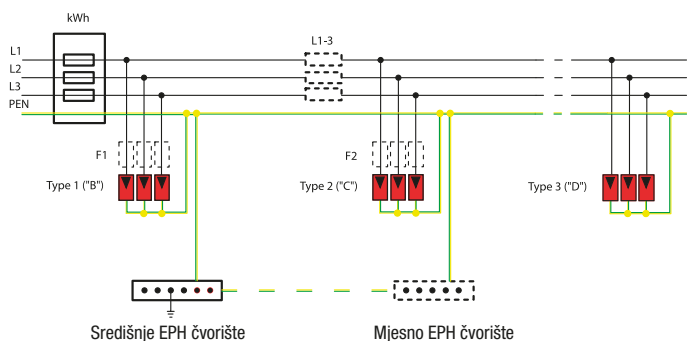 kWh
L1
L2
L3
PEN
L1-3
F1
F2
Type 1 ("B")
Type 2 ("C")
Type 3 ("D")
Središnje EPH čvorište
Mjesno EPH čvorište